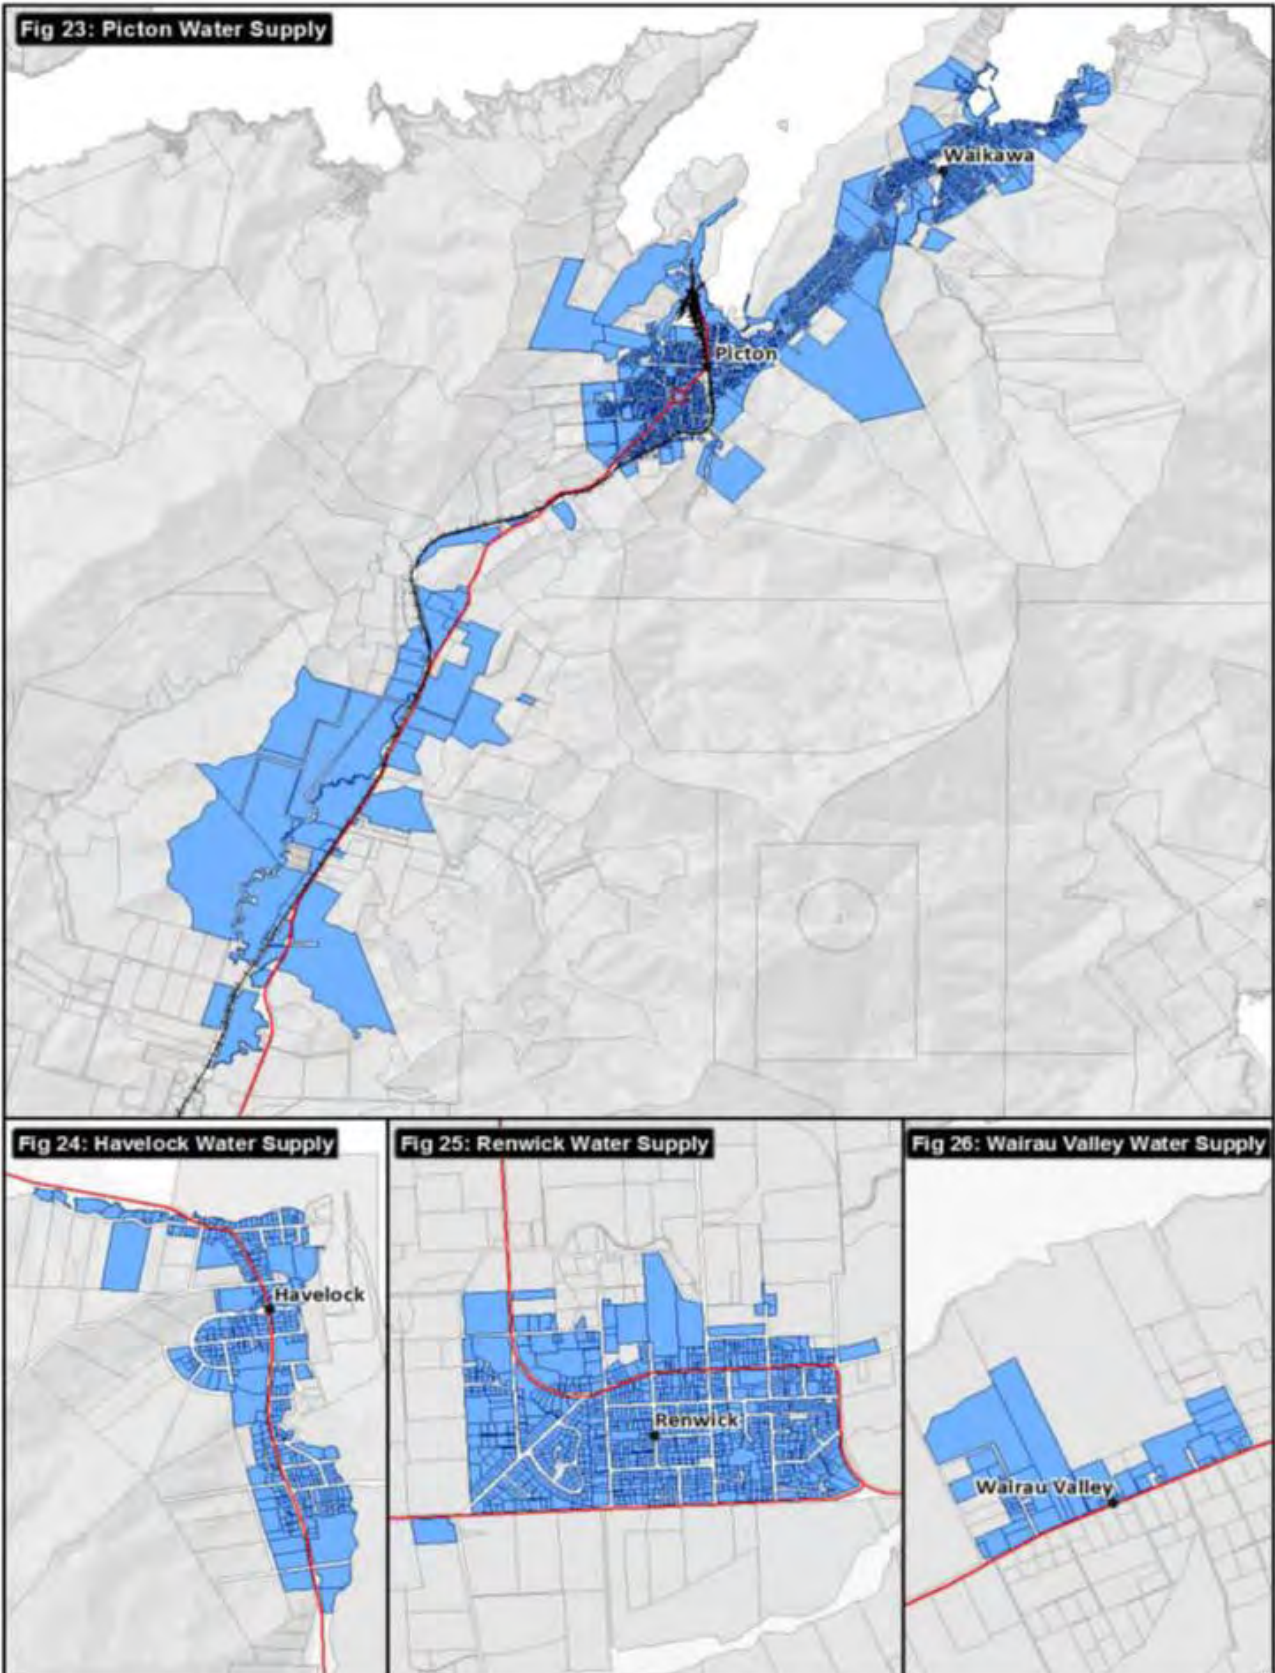 Fig 23: Picton Water Supply
Waikawa
Picton
Fig 24: Havelock Water Supply
Havelock
Fig 25: Renwick Water Supply
Renwick
Fig 26: Wairau Valley Water Supply
Wairau Valley